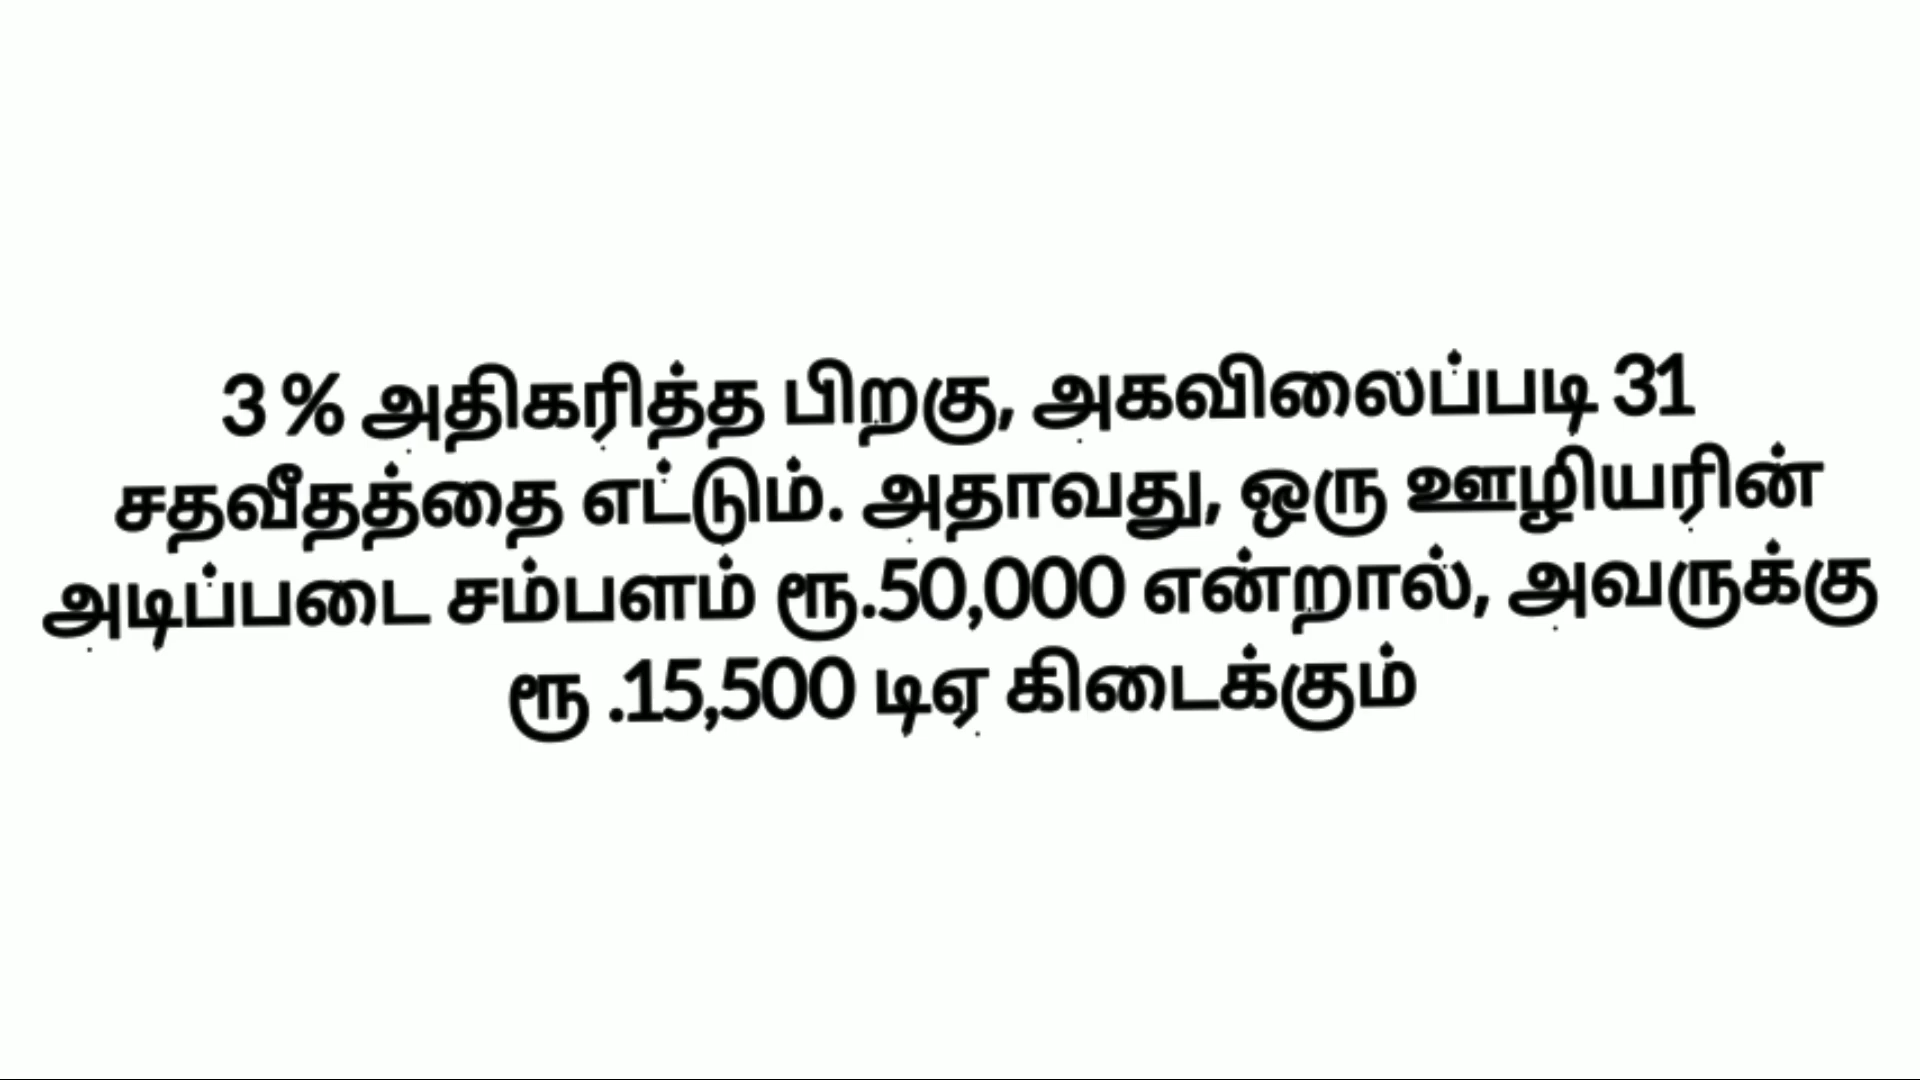 3 % அதிகரித்த பிறகு, அகவிலைப்படி 31
சதவீதத்தை எட்டும். அதாவது, ஒரு ஊழியரின்
அடிப்படை சம்பளம் ரூ.50,000 என்றால், அவருக்கு
ரூ .15,500 டிஏ கிடைக்கும்